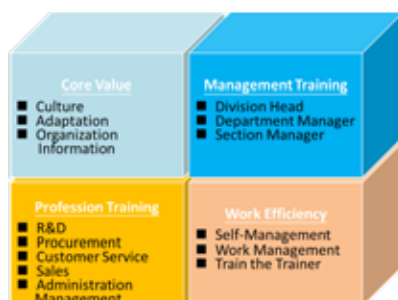 Core Value
Culture
Adaptation
Organization
Information
Management Training
Division Head
Department Manager
Section Manager
Profession Training
R&D
Procurement
Customer Service
Sales
Administration
Management
Work Efficiency
Self-Management
Work Management
Train the Trainer